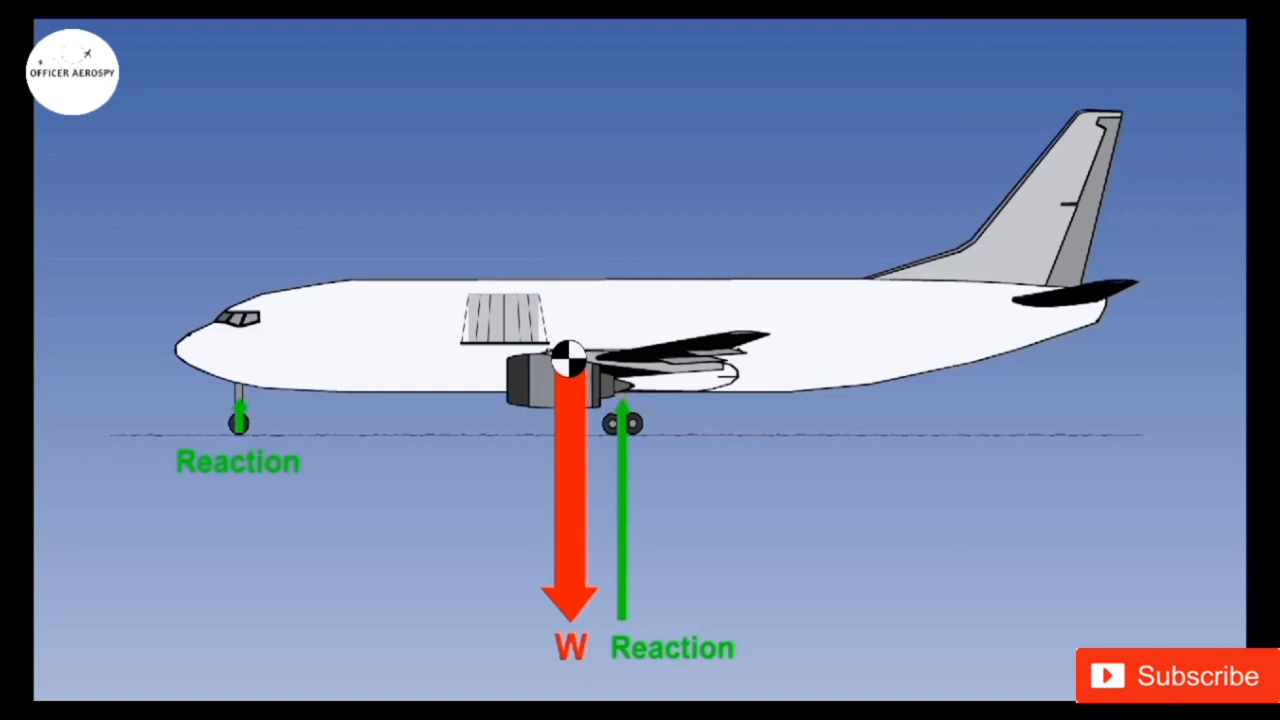 OFFICER AEROSPY
Reaction
W
Reaction
Subscribe